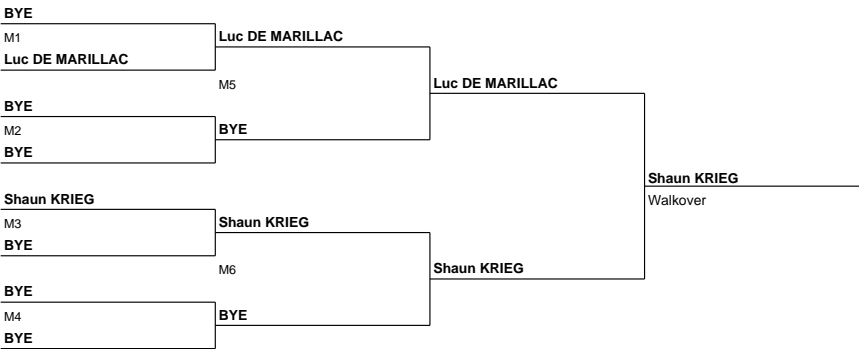 BYE
M1
Luc DE MARILLAC
Luc DE MARILLAC
M5
BYE
M2
BYE
BYE
Luc DE MARILLAC
Shaun KRIEG
M3
BYE
Shaun KRIEG
M6
BYE
M4
BYE
BYE
Shaun KRIEG
Shaun KRIEG
Walkover